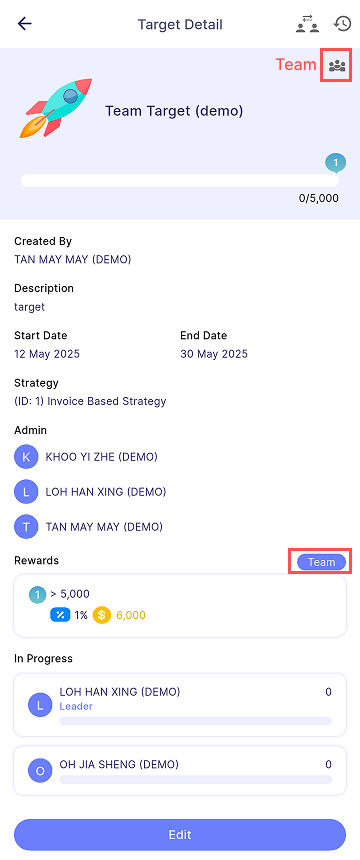 Target Detail
Team
Team Target (demo)
1
0/5,000
Created By
TAN MAY MAY (DEMO)
Description
target
Start Date End Date
12 May 2025 30 May 2025
Strategy
(ID: 1) Invoice Based Strategy
Admin
K KHOO YI ZHE (DEMO)
L LOH HAN XING (DEMO)
T TAN MAY MAY (DEMO)
Rewards Team
1 > 5,000
% 1% $ 6,000
In Progress
LOH HAN XING (DEMO) 0
L Leader
OH JIA SHENG (DEMO) 0
O
Edit